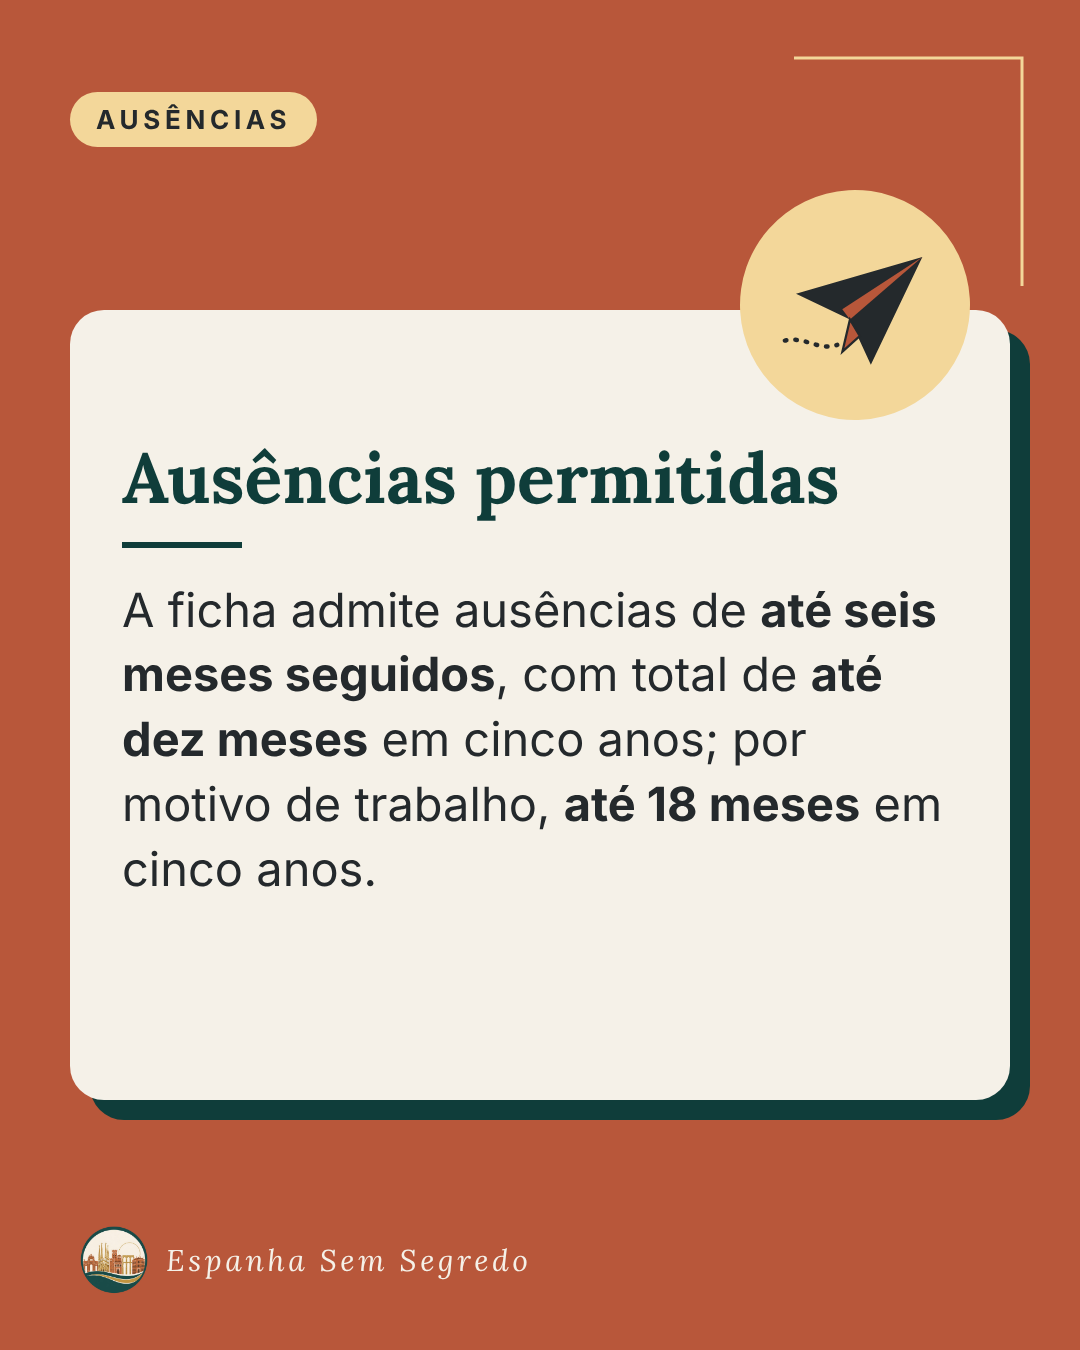 AUSÊNCIAS
Ausências permitidas
A ficha admite ausências de até seis
meses seguidos, com total de até
dez meses em cinco anos; por
motivo de trabalho, até 18 meses em
cinco anos.
Espanha Sem Segredo